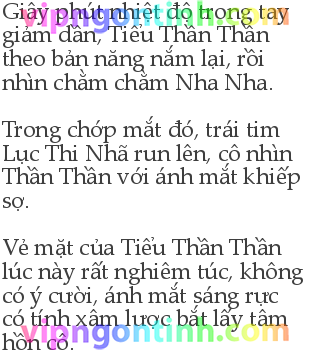 Giây phút nhiệt độ trong tay
giảm dần, Tiểu Thần Thần
theo bản năng nắm lại, rồi
nhìn chằm chằm Nha Nha.
Trong chớp mắt đó, trái tim
Lục Thi Nhã run lên, cô nhìn
Thần Thần với ánh mắt khiếp
sợ.
Vẻ mặt của Tiểu Thần Thần
lúc này rất nghiêm túc, không
có ý cười, ánh mắt sáng rực
có tính xâm lược bắt lấy tâm
hồn cô.
vipngontinh.com
vipngontinh.com